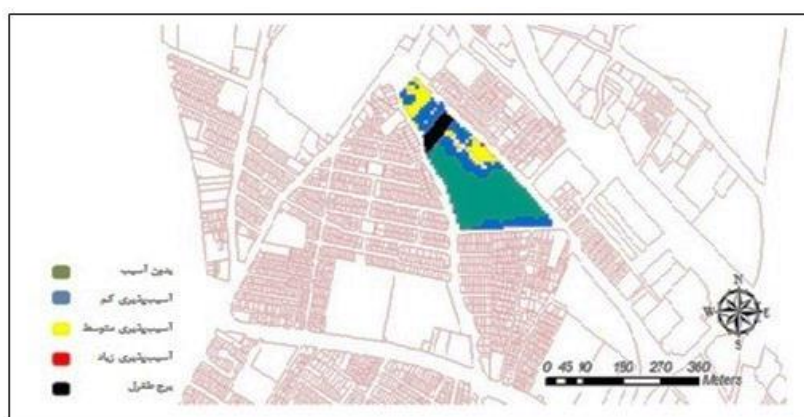 بدون آسیب
آسیب‌پذیری کم
آسیب‌پذیری متوسط
آسیب‌پذیری زیاد
برج طغرل
N
W E
S
0 45 90 180 270 360
Meters